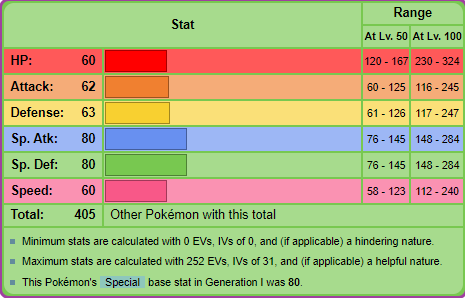 Stat Range
At Lv. 50 At Lv. 100
HP: 60 120 - 167 230 - 324
Attack: 62 60 - 125 116 - 245
Defense: 63 61 - 126 117 - 247
Sp. Atk: 80 76 - 145 148 - 284
Sp. Def: 80 76 - 145 148 - 284
Speed: 60 58 - 123 112 - 240
Total: 405 Other Pokémon with this total
Minimum stats are calculated with 0 EVs, IVs of 0, and (if applicable) a hindering nature.
Maximum stats are calculated with 252 EVs, IVs of 31, and (if applicable) a helpful nature.
This Pokémon's Special base stat in Generation I was 80.